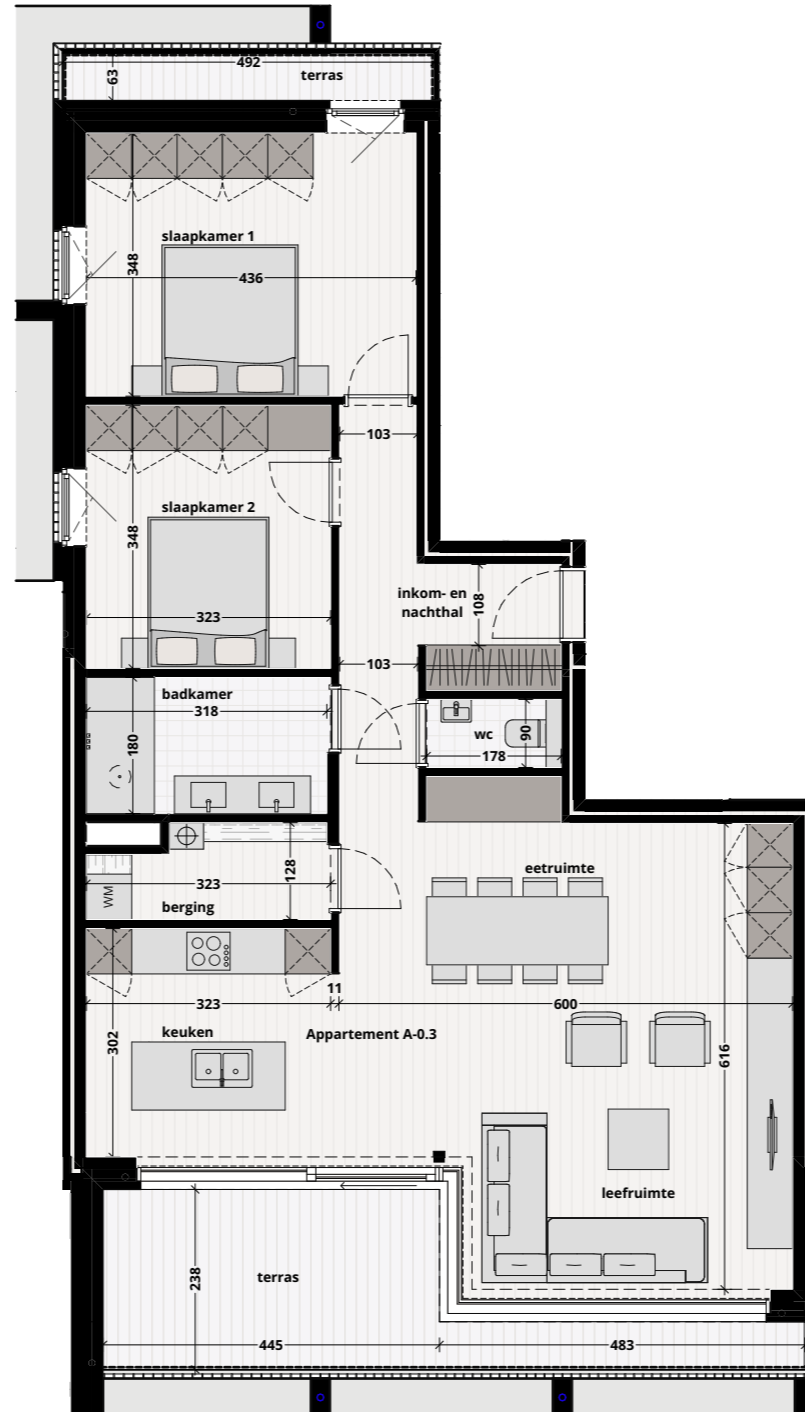 492
63
terras
slaapkamer 1
348
436
103
slaapkamer 2
348
323
inkom- en
nachthal
108
103
badkamer
318
180
wc
90
178
eetruimte
128
323
WM
berging
11
323
600
keuken
302
Appartement A-0.3
616
leefruimte
238
terras
445
483